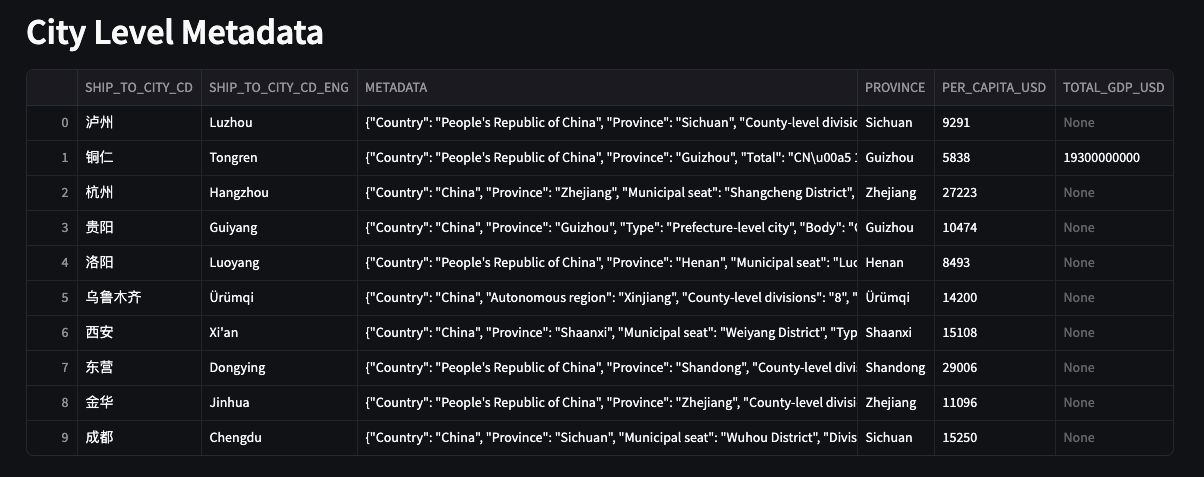 City Level Metadata
SHIP_TO_CITY_CD SHIP_TO_CITY_CD_ENG METADATA PROVINCE PER_CAPITA_USD TOTAL_GDP_USD
0 泸州 Luzhou {"Country": "People's Republic of China", "Province": "Sichuan", "County-level divisic Sichuan 9291 None
1 铜仁 Tongren {"Country": "People's Republic of China", "Province": "Guizhou", "Total": "CN\u00a5 1 Guizhou 5838 19300000000
2 杭州 Hangzhou {"Country": "China", "Province": "Zhejiang", "Municipal seat": "Shangcheng District", Zhejiang 27223 None
3 贵阳 Guiyang {"Country": "China", "Province": "Guizhou", "Type": "Prefecture-level city", "Body": "G Guizhou 10474 None
4 洛阳 Luoyang {"Country": "People's Republic of China", "Province": "Henan", "Municipal seat": "Luo Henan 8493 None
5 乌鲁木齐 Ürümqi {"Country": "China", "Autonomous region": "Xinjiang", "County-level divisions": "8", " Ürümqi 14200 None
6 西安 Xi'an {"Country": "China", "Province": "Shaanxi", "Municipal seat": "Weiyang District", "Typ Shaanxi 15108 None
7 东营 Dongying {"Country": "People's Republic of China", "Province": "Shandong", "County-level divi Shandong 29006 None
8 金华 Jinhua {"Country": "People's Republic of China", "Province": "Zhejiang", "County-level divisi Zhejiang 11096 None
9 成都 Chengdu {"Country": "China", "Province": "Sichuan", "Municipal seat": "Wuhou District", "Divis Sichuan 15250 None